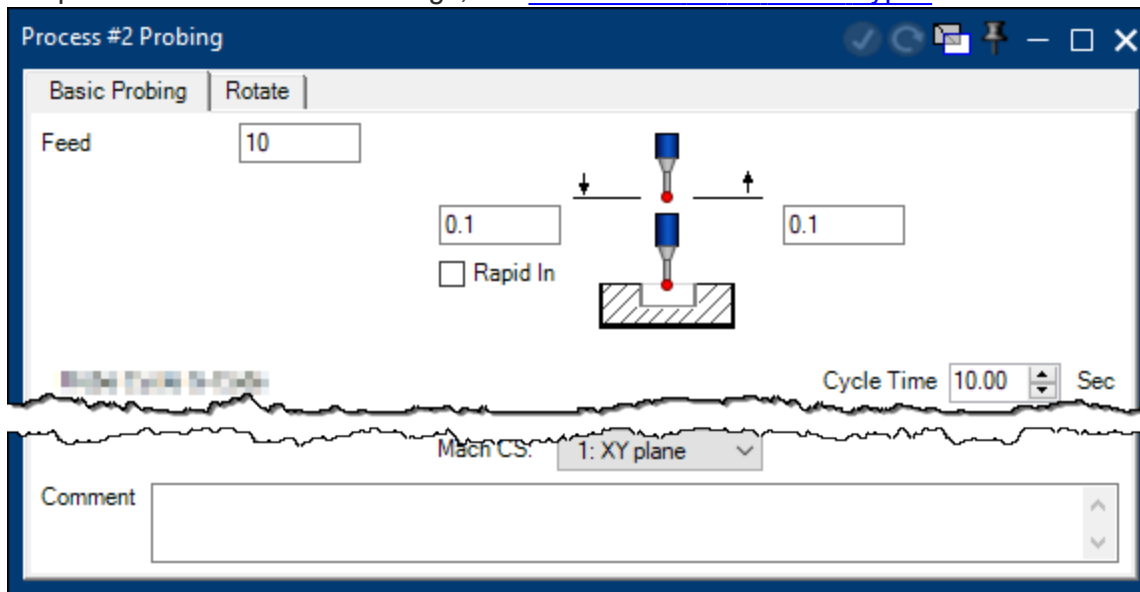 Process #2 Probing
Basic Probing Rotate
Feed 10
0.1 0.1
Rapid In
Cycle Time 10.00 Sec
Mach CS: 1: XY plane
Comment